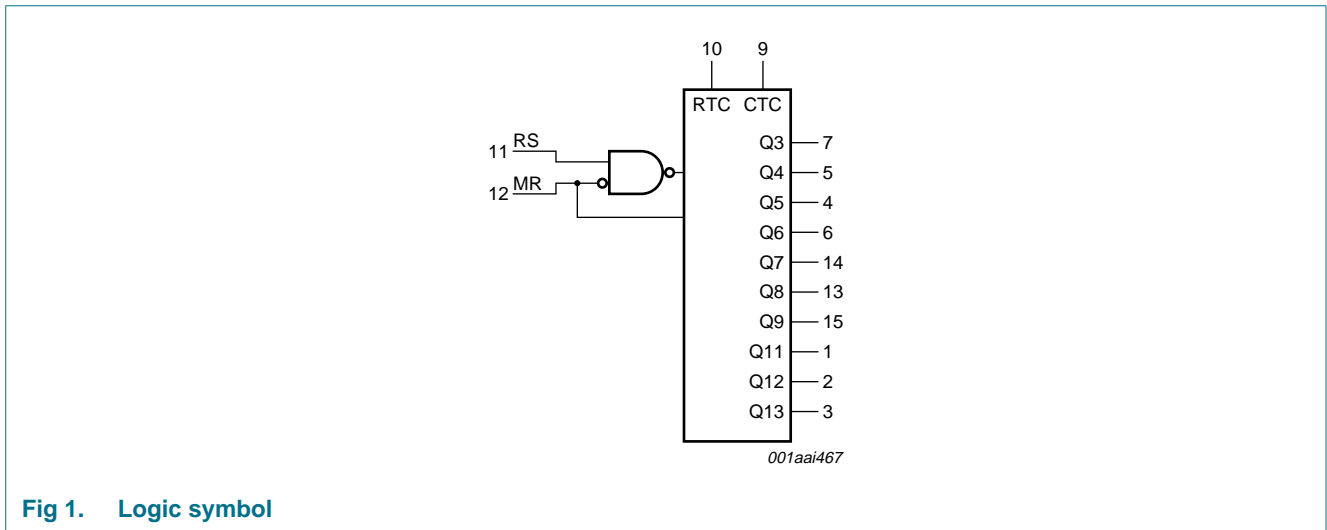 10 9
RTC CTC
Q3 7
11 RS
Q4 5
12 MR
Q5 4
Q6 6
Q7 14
Q8 13
Q9 15
Q11 1
Q12 2
Q13 3
001aai467
Fig 1. Logic symbol